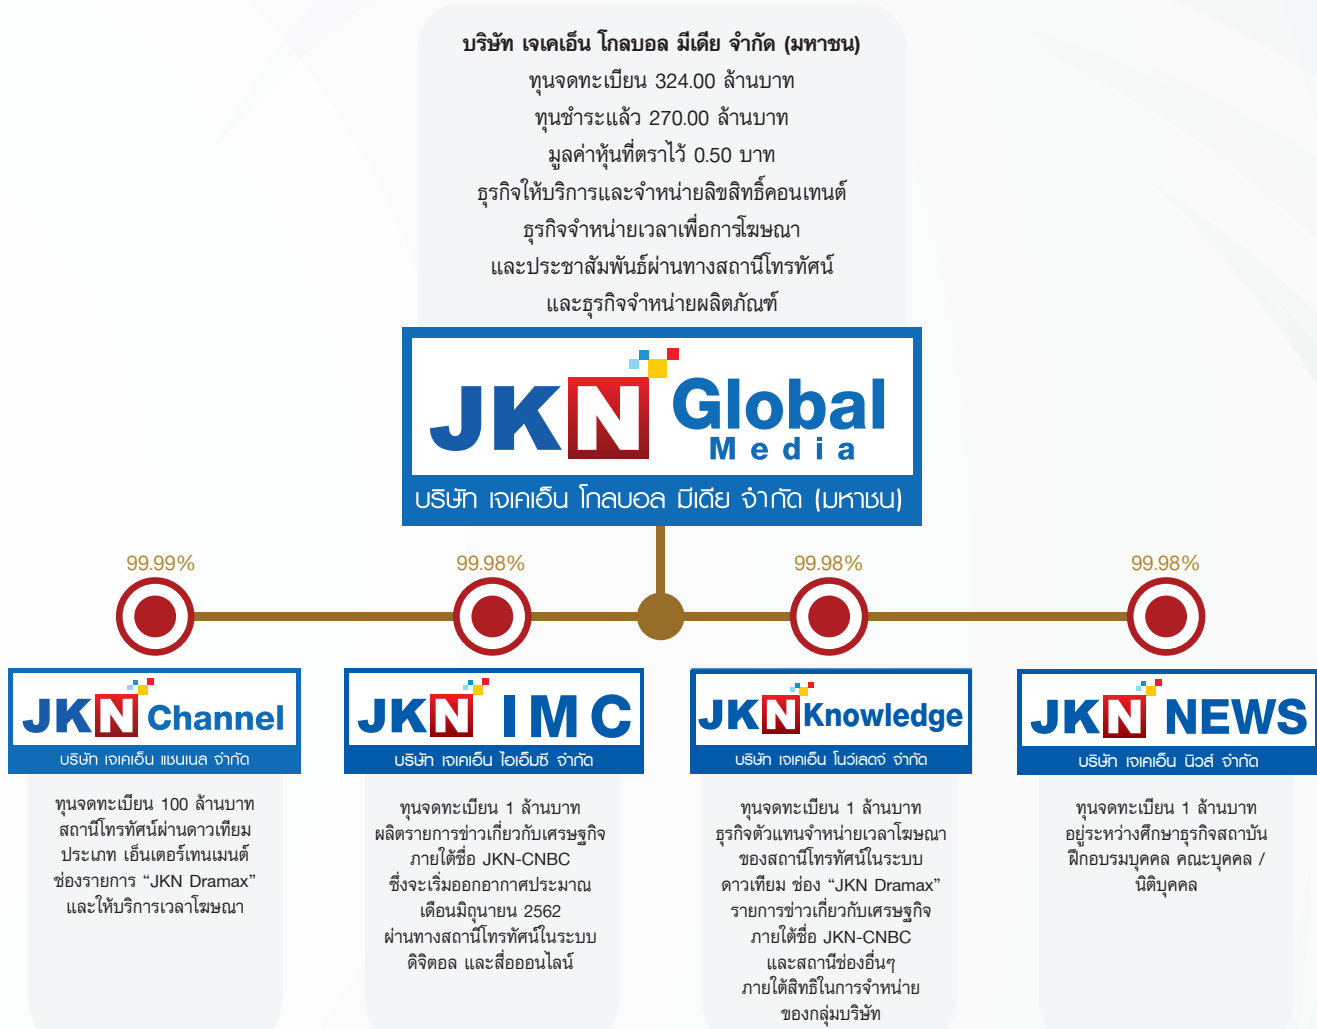 บริษัท เจเคเอ็น โกลบอล มีเดีย จำกัด (มหาชน)
ทุนจดทะเบียน 324.00 ล้านบาท
ทุนชำระแล้ว 270.00 ล้านบาท
มูลค่าหุ้นที่ตราไว้ 0.50 บาท
ธุรกิจให้บริการและจำหน่ายลิขสิทธิ์คอนเทนต์
ธุรกิจจำหน่ายเวลาเพื่อการโฆษณา
และประชาสัมพันธ์ผ่านทางสถานีโทรทัศน์
และธุรกิจจำหน่ายผลิตภัณฑ์
JKN Global
Media
บริษัท เจเคเอ็น โกลบอล มีเดีย จำกัด (มหาชน)
99.99%
99.98%
99.98%
99.98%
JKN Channel
บริษัท เจเคเอ็น แชนเนล จำกัด
ทุนจดทะเบียน 100 ล้านบาท
สถานีโทรทัศน์ผ่านดาวเทียม
ประเภท เอ็นเตอร์เทนเมนต์
ช่องรายการ “JKN Dramax”
และให้บริการเวลาโฆษณา
JKN IMC
บริษัท เจเคเอ็น ไอเอ็มซี จำกัด
ทุนจดทะเบียน 1 ล้านบาท
ผลิตรายการข่าวเกี่ยวกับเศรษฐกิจ
ภายใต้ชื่อ JKN-CNBC
ซึ่งจะเริ่มออกอากาศประมาณ
เดือนมิถุนายน 2562
ผ่านทางสถานีโทรทัศน์ในระบบ
ดิจิตอล และสื่อออนไลน์
JKN Knowledge
บริษัท เจเคเอ็น โนว์เลดจ์ จำกัด
ทุนจดทะเบียน 1 ล้านบาท
ธุรกิจตัวแทนจำหน่ายเวลาโฆษณา
ของสถานีโทรทัศน์ในระบบ
ดาวเทียม ช่อง “JKN Dramax”
รายการข่าวเกี่ยวกับเศรษฐกิจ
ภายใต้ชื่อ JKN-CNBC
และสถานีช่องอื่นๆ
ภายใต้สิทธิในการจำหน่าย
ของกลุ่มบริษัท
JKN NEWS
บริษัท เจเคเอ็น นิวส์ จำกัด
ทุนจดทะเบียน 1 ล้านบาท
อยู่ระหว่างศึกษาธุรกิจสถาบัน
ฝึกอบรมบุคคล คณะบุคคล /
นิติบุคคล